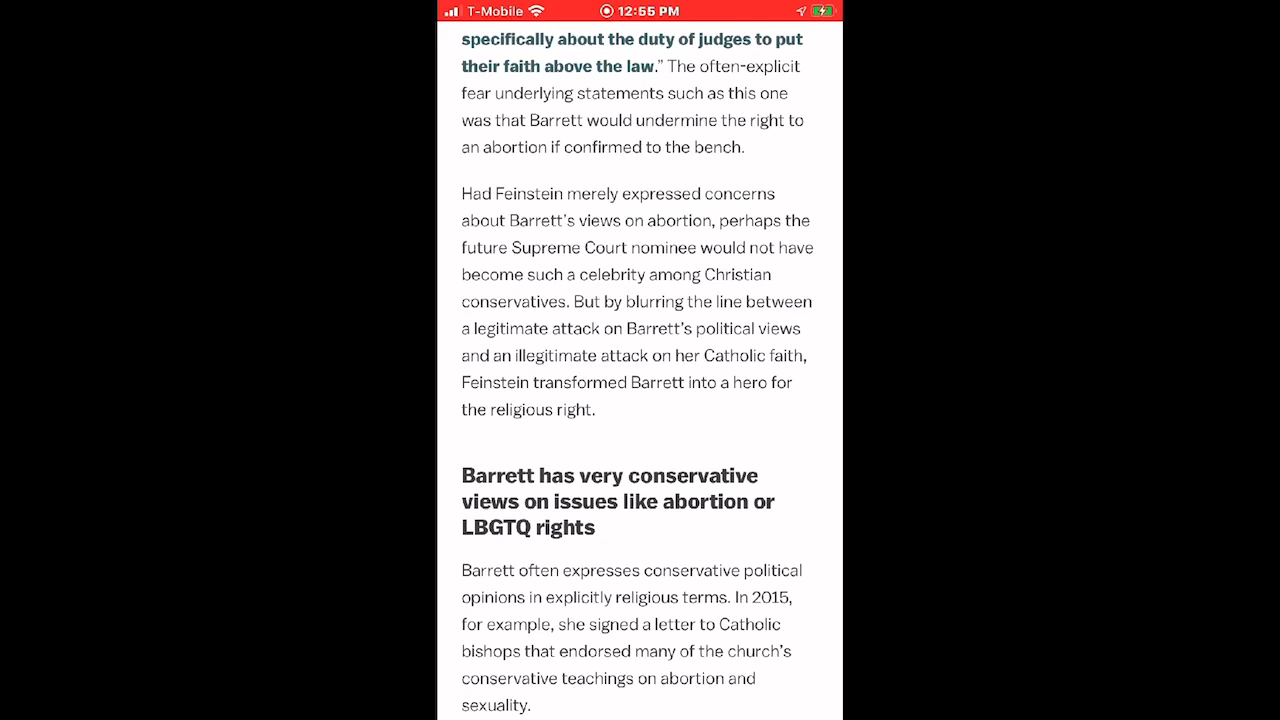 T-Mobile 12:55 PM
specifically about the duty of judges to put
their faith above the law.” The often-explicit
fear underlying statements such as this one
was that Barrett would undermine the right to
an abortion if confirmed to the bench.
Had Feinstein merely expressed concerns
about Barrett’s views on abortion, perhaps the
future Supreme Court nominee would not have
become such a celebrity among Christian
conservatives. But by blurring the line between
a legitimate attack on Barrett’s political views
and an illegitimate attack on her Catholic faith,
Feinstein transformed Barrett into a hero for
the religious right.
Barrett has very conservative
views on issues like abortion or
LBGTQ rights
Barrett often expresses conservative political
opinions in explicitly religious terms. In 2015,
for example, she signed a letter to Catholic
bishops that endorsed many of the church’s
conservative teachings on abortion and
sexuality.